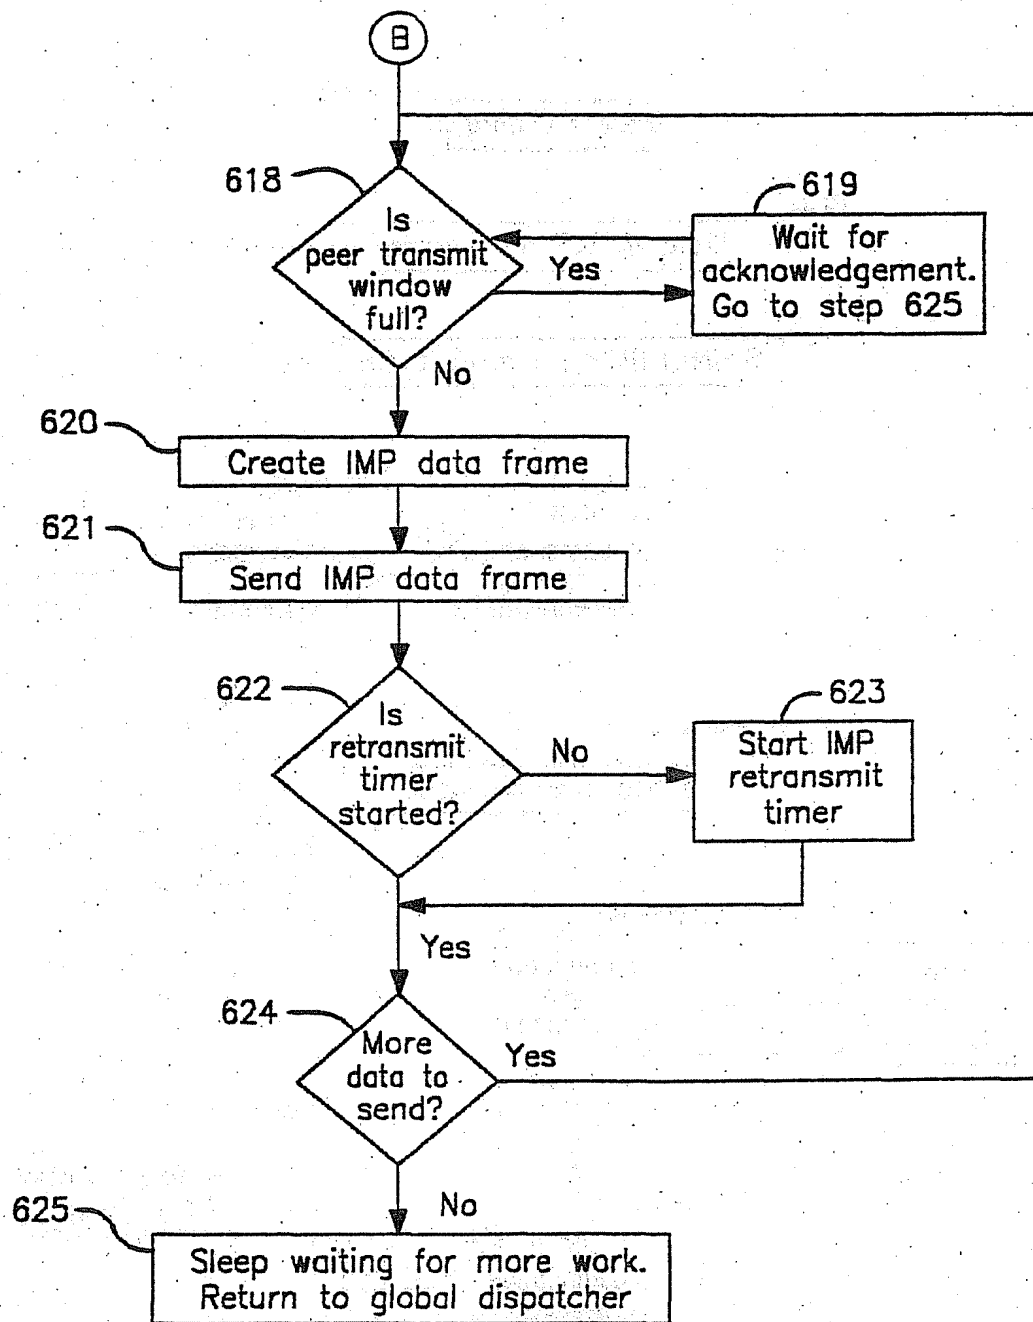 B
618
Is
peer transmit
window
full?
Yes
619
Wait for
acknowledgement.
Go to step 625
No
620
Create IMP data frame
621
Send IMP data frame
622
Is
retransmit
timer
started?
No
623
Start IMP
retransmit
timer
Yes
624
More
data to
send?
Yes
No
625
Sleep waiting for more work.
Return to global dispatcher